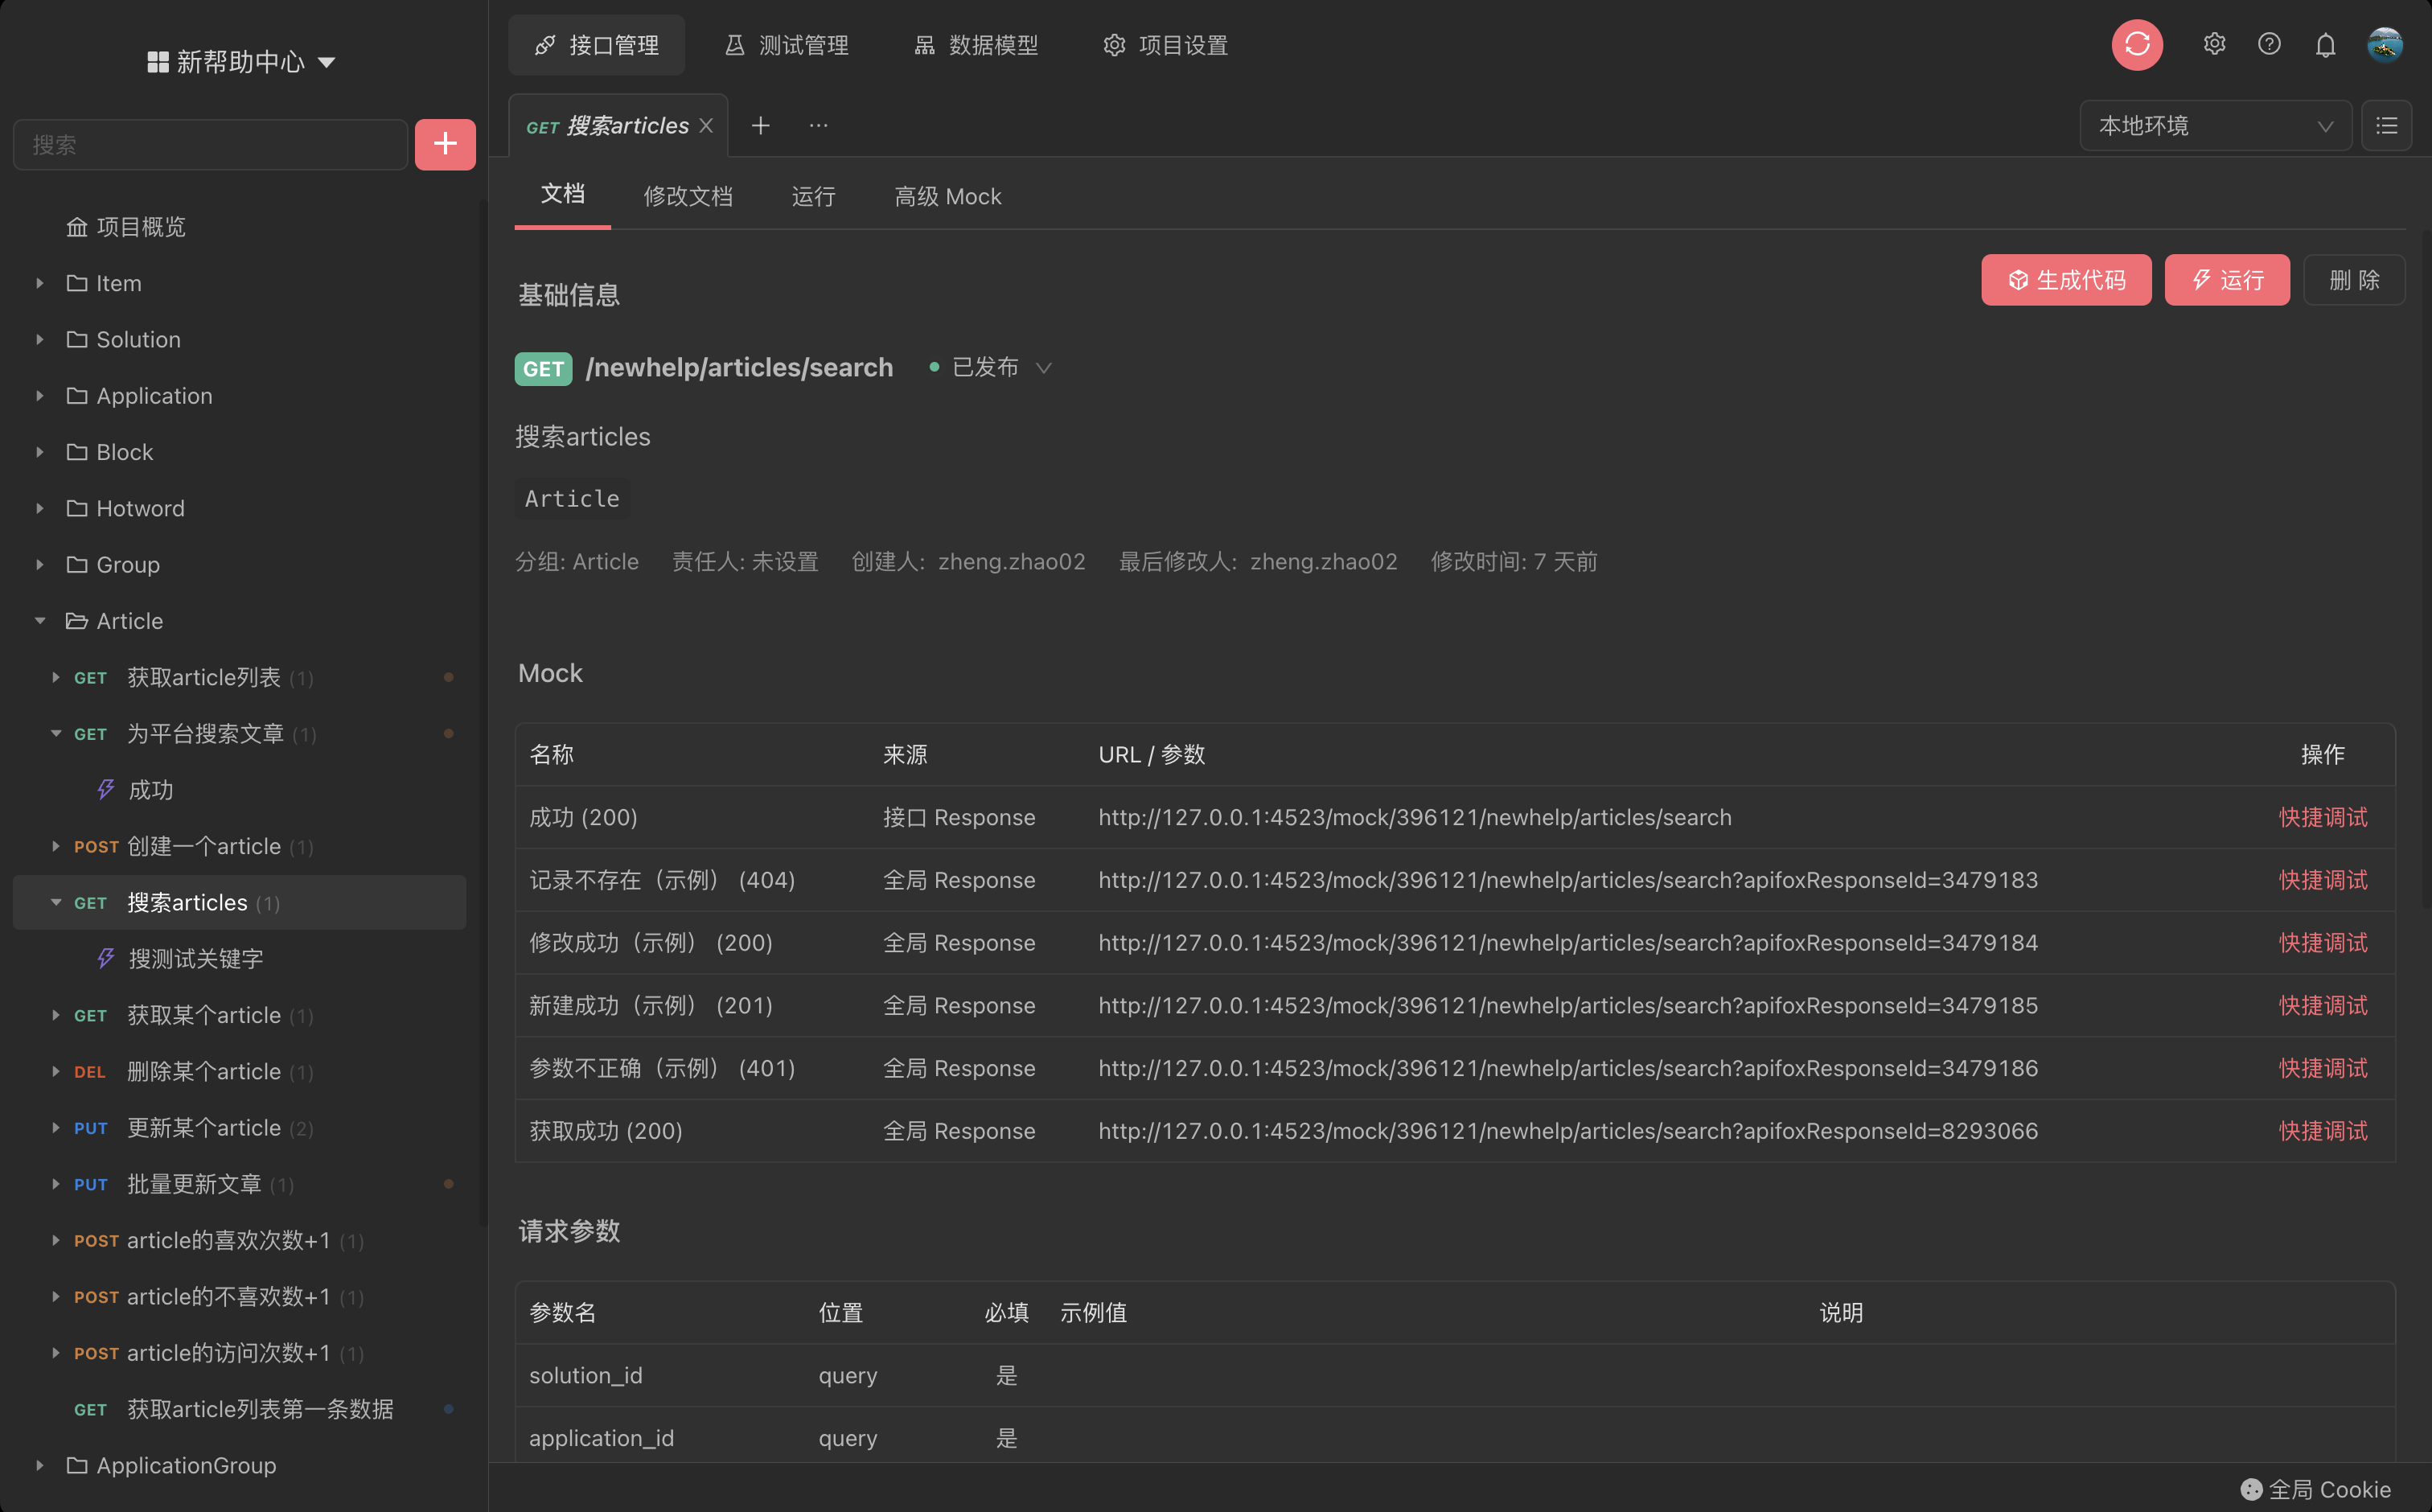 新帮助中心
搜索
项目概览
Item
Solution
Application
Block
Hotword
Group
Article
GET 获取article列表 (1)
GET 为平台搜索文章 (1)
成功
POST 创建一个article (1)
GET 搜索articles (1)
搜测试关键字
GET 获取某个article (1)
DEL 删除某个article (1)
PUT 更新某个article (2)
PUT 批量更新文章 (1)
POST article的喜欢次数+1 (1)
POST article的不喜欢数+1 (1)
POST article的访问次数+1 (1)
GET 获取article列表第一条数据
ApplicationGroup
接口管理 测试管理 数据模型 项目设置
GET 搜索articles
本地环境
文档 修改文档 运行 高级 Mock
基础信息
生成代码 运行 删 除
GET /newhelp/articles/search 已发布
搜索articles
Article
分组: Article 责任人: 未设置 创建人: zheng.zhao02 最后修改人: zheng.zhao02 修改时间: 7 天前
Mock
名称 来源 URL / 参数 操作
成功 (200) 接口 Response http://127.0.0.1:4523/mock/396121/newhelp/articles/search 快捷调试
记录不存在（示例） (404) 全局 Response http://127.0.0.1:4523/mock/396121/newhelp/articles/search?apifoxResponseId=3479183 快捷调试
修改成功（示例） (200) 全局 Response http://127.0.0.1:4523/mock/396121/newhelp/articles/search?apifoxResponseId=3479184 快捷调试
新建成功（示例） (201) 全局 Response http://127.0.0.1:4523/mock/396121/newhelp/articles/search?apifoxResponseId=3479185 快捷调试
参数不正确（示例） (401) 全局 Response http://127.0.0.1:4523/mock/396121/newhelp/articles/search?apifoxResponseId=3479186 快捷调试
获取成功 (200) 全局 Response http://127.0.0.1:4523/mock/396121/newhelp/articles/search?apifoxResponseId=8293066 快捷调试
请求参数
参数名 位置 必填 示例值 说明
solution_id query 是
application_id query 是
全局 Cookie